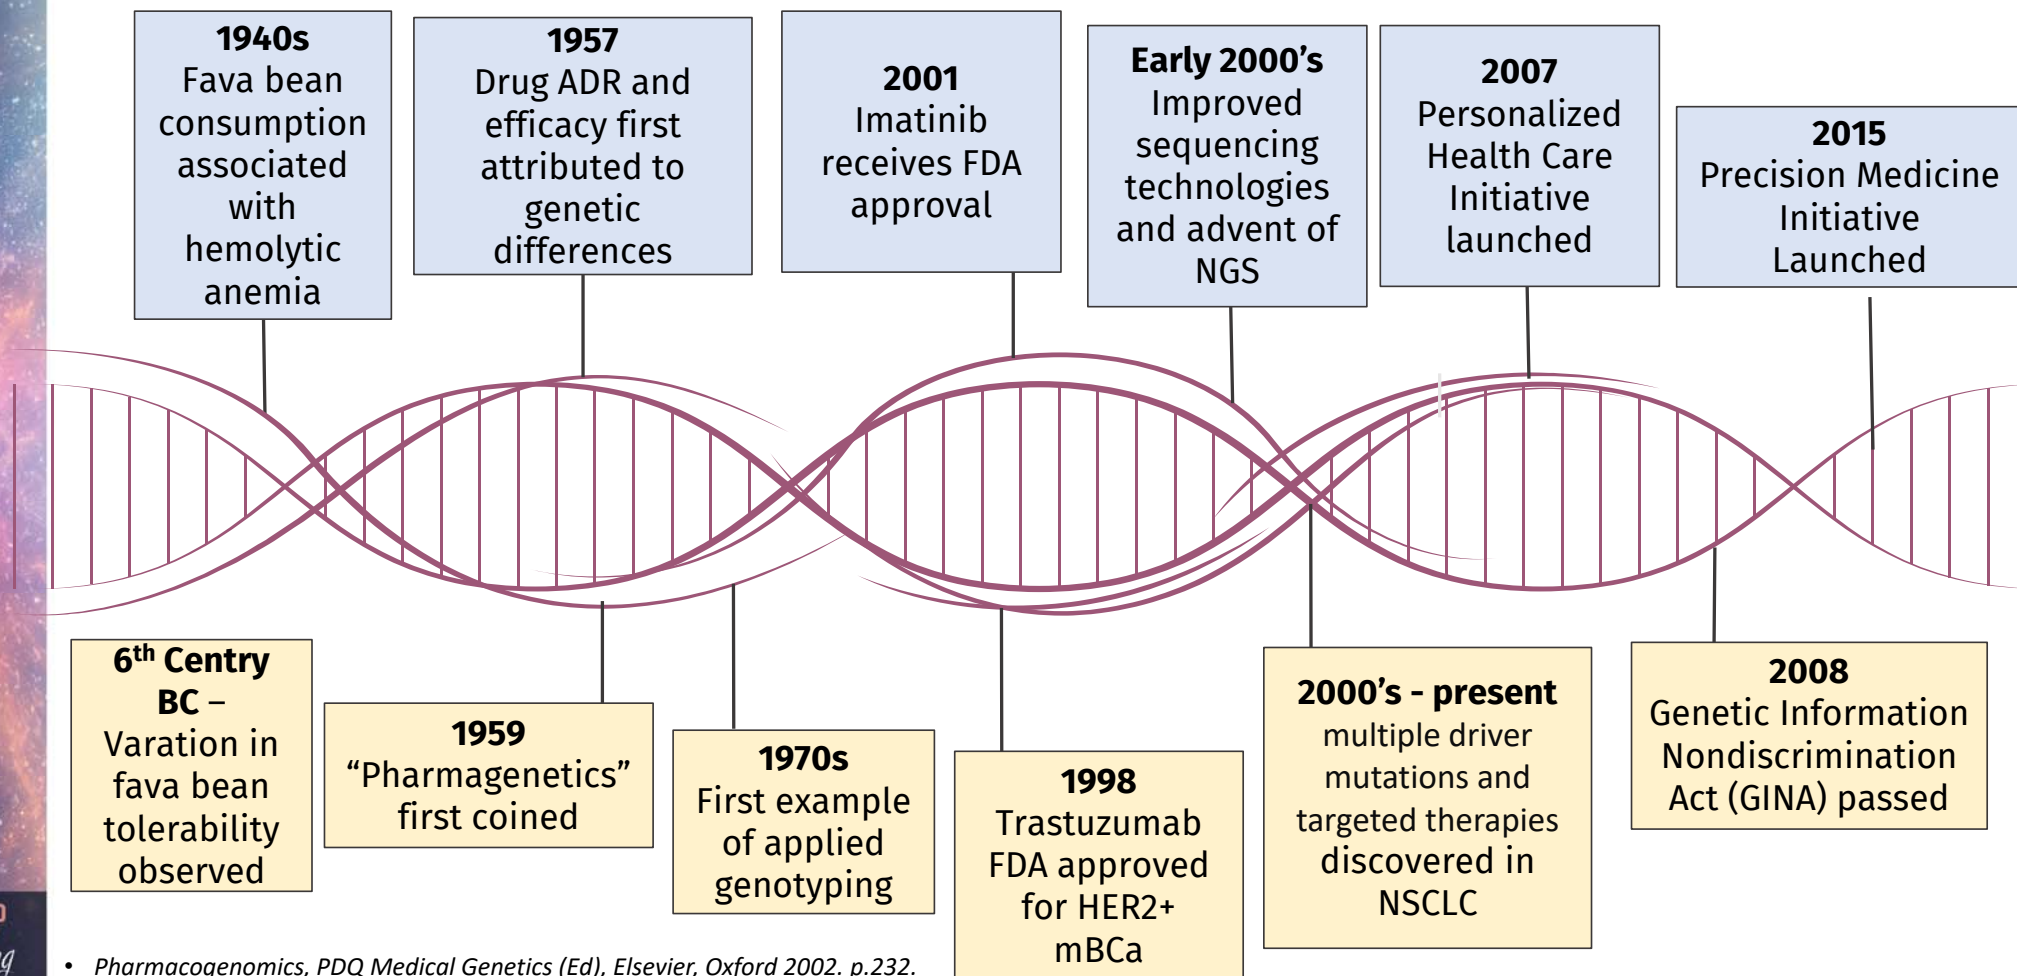 1940s
Fava bean
consumption
associated
with
hemolytic
anemia
1957
Drug ADR and
efficacy first
attributed to
genetic
differences
2001
Imatinib
receives FDA
approval
Early 2000's
Improved
sequencing
technologies
and advent of
NGS
2007
Personalized
Health Care
Initiative
launched
2015
Precision Medicine
Initiative
Launched
6th Centry
BC –
Varation in
fava bean
tolerability
observed
1959
“Pharmagenetics”
first coined
1970s
First example
of applied
genotyping
1998
Trastuzumab
FDA approved
for HER2+
mBCa
2000's - present
multiple driver
mutations and
targeted therapies
discovered in
NSCLC
2008
Genetic Information
Nondiscrimination
Act (GINA) passed
• Pharmacogenomics, PDQ Medical Genetics (Ed), Elsevier, Oxford 2002. p.232.